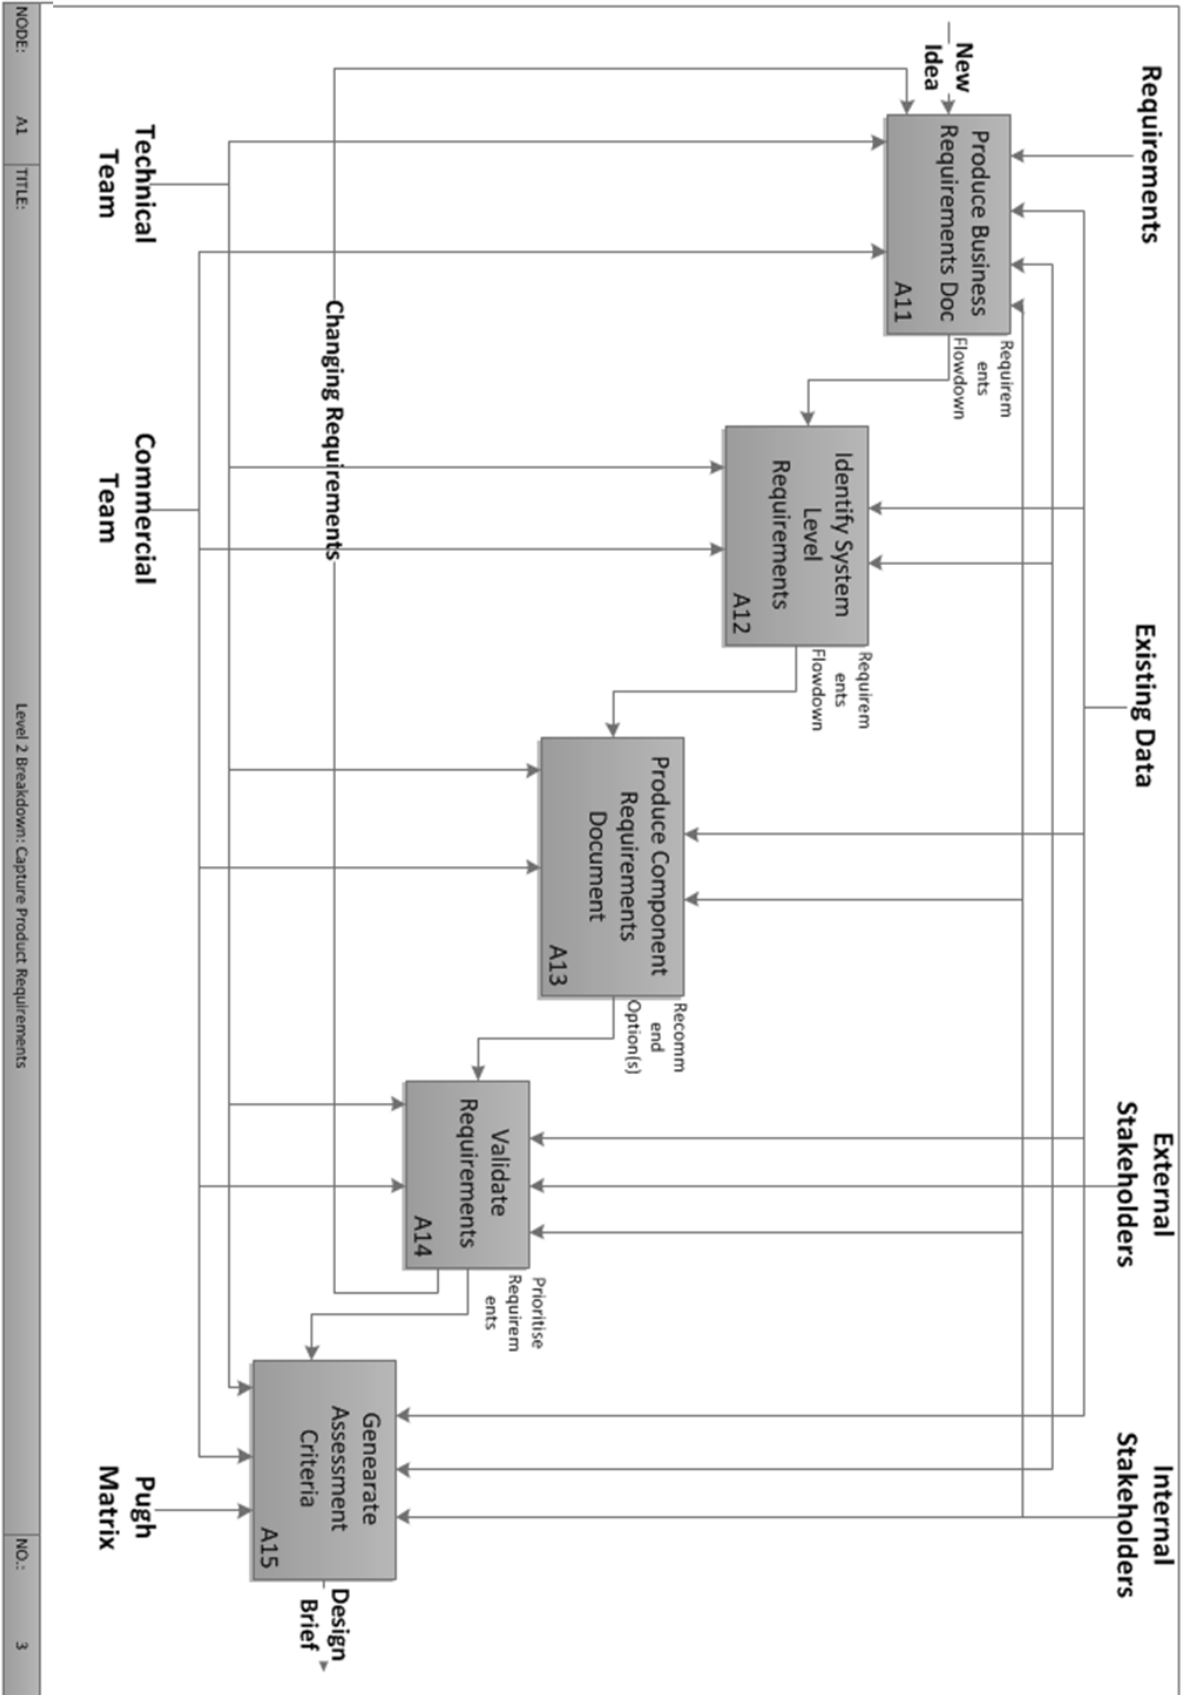 Requirements
Existing Data
External
Stakeholders
Internal
Stakeholders
New
Idea
Produce Business
Requirements Doc
A11
Requirem
ents
Flowdown
Identify System
Level
Requirements
A12
Requirem
ents
Flowdown
Produce Component
Requirements
Document
A13
Recomm
end
Option(s)
Validate
Requirements
A14
Prioritise
Requirem
ents
Changing Requirements
Genearate
Assessment
Criteria
A15
Design
Brief
Technical
Team
Commercial
Team
Pugh
Matrix
NODE: A1 TITLE: Level 2 Breakdown: Capture Product Requirements NO.: 3